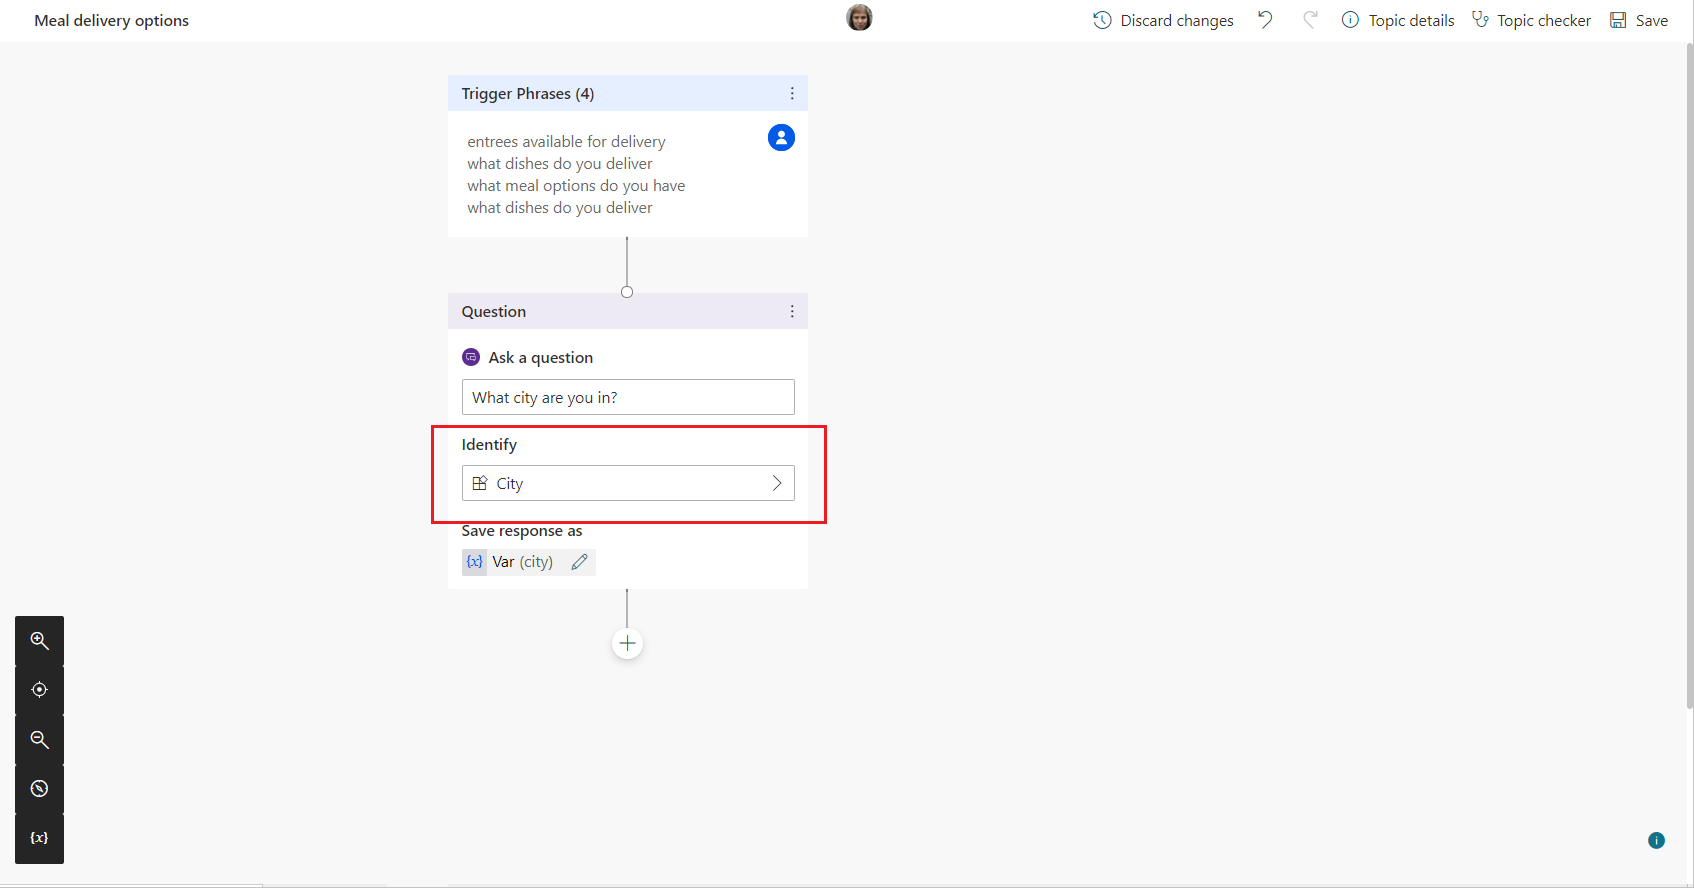 Meal delivery options
Discard changes
Topic details
Topic checker
Save
Trigger Phrases (4)
entrees available for delivery
what dishes do you deliver
what meal options do you have
what dishes do you deliver
Question
Ask a question
What city are you in?
Identify
City
Save response as
{x} Var (city)
{x}